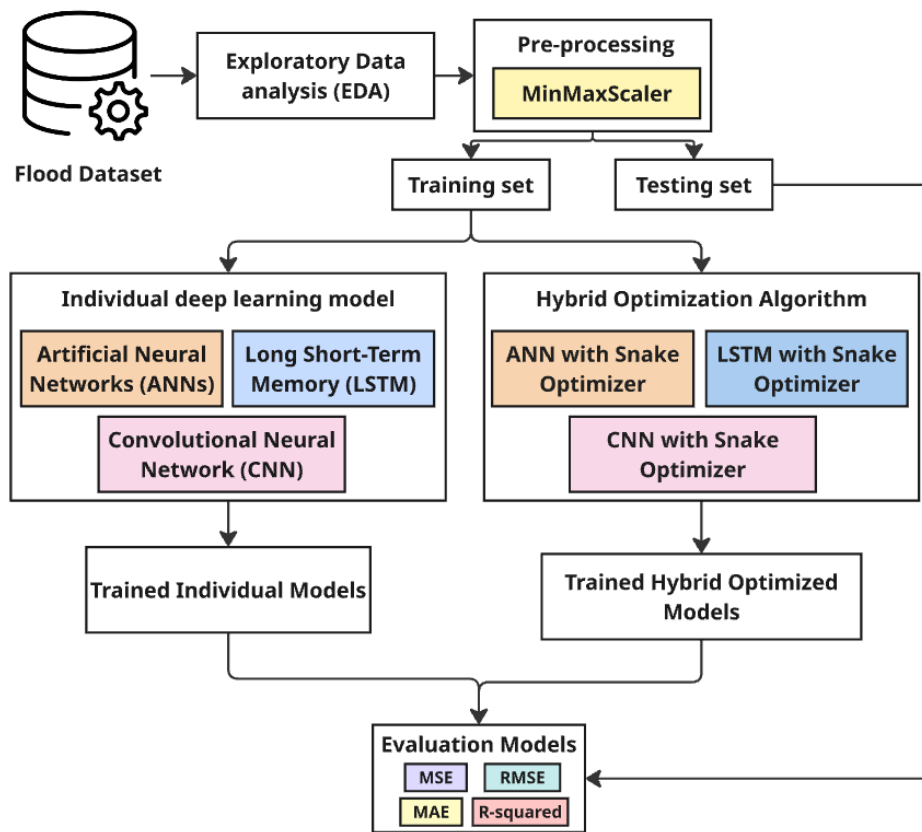 Flood Dataset
Exploratory Data
analysis (EDA)
Pre-processing
MinMaxScaler
Training set
Testing set
Individual deep learning model
Artificial Neural
Networks (ANNs)
Long Short-Term
Memory (LSTM)
Convolutional Neural
Network (CNN)
Hybrid Optimization Algorithm
ANN with Snake
Optimizer
LSTM with Snake
Optimizer
CNN with Snake
Optimizer
Trained Individual Models
Trained Hybrid Optimized
Models
Evaluation Models
MSE
RMSE
MAE
R-squared